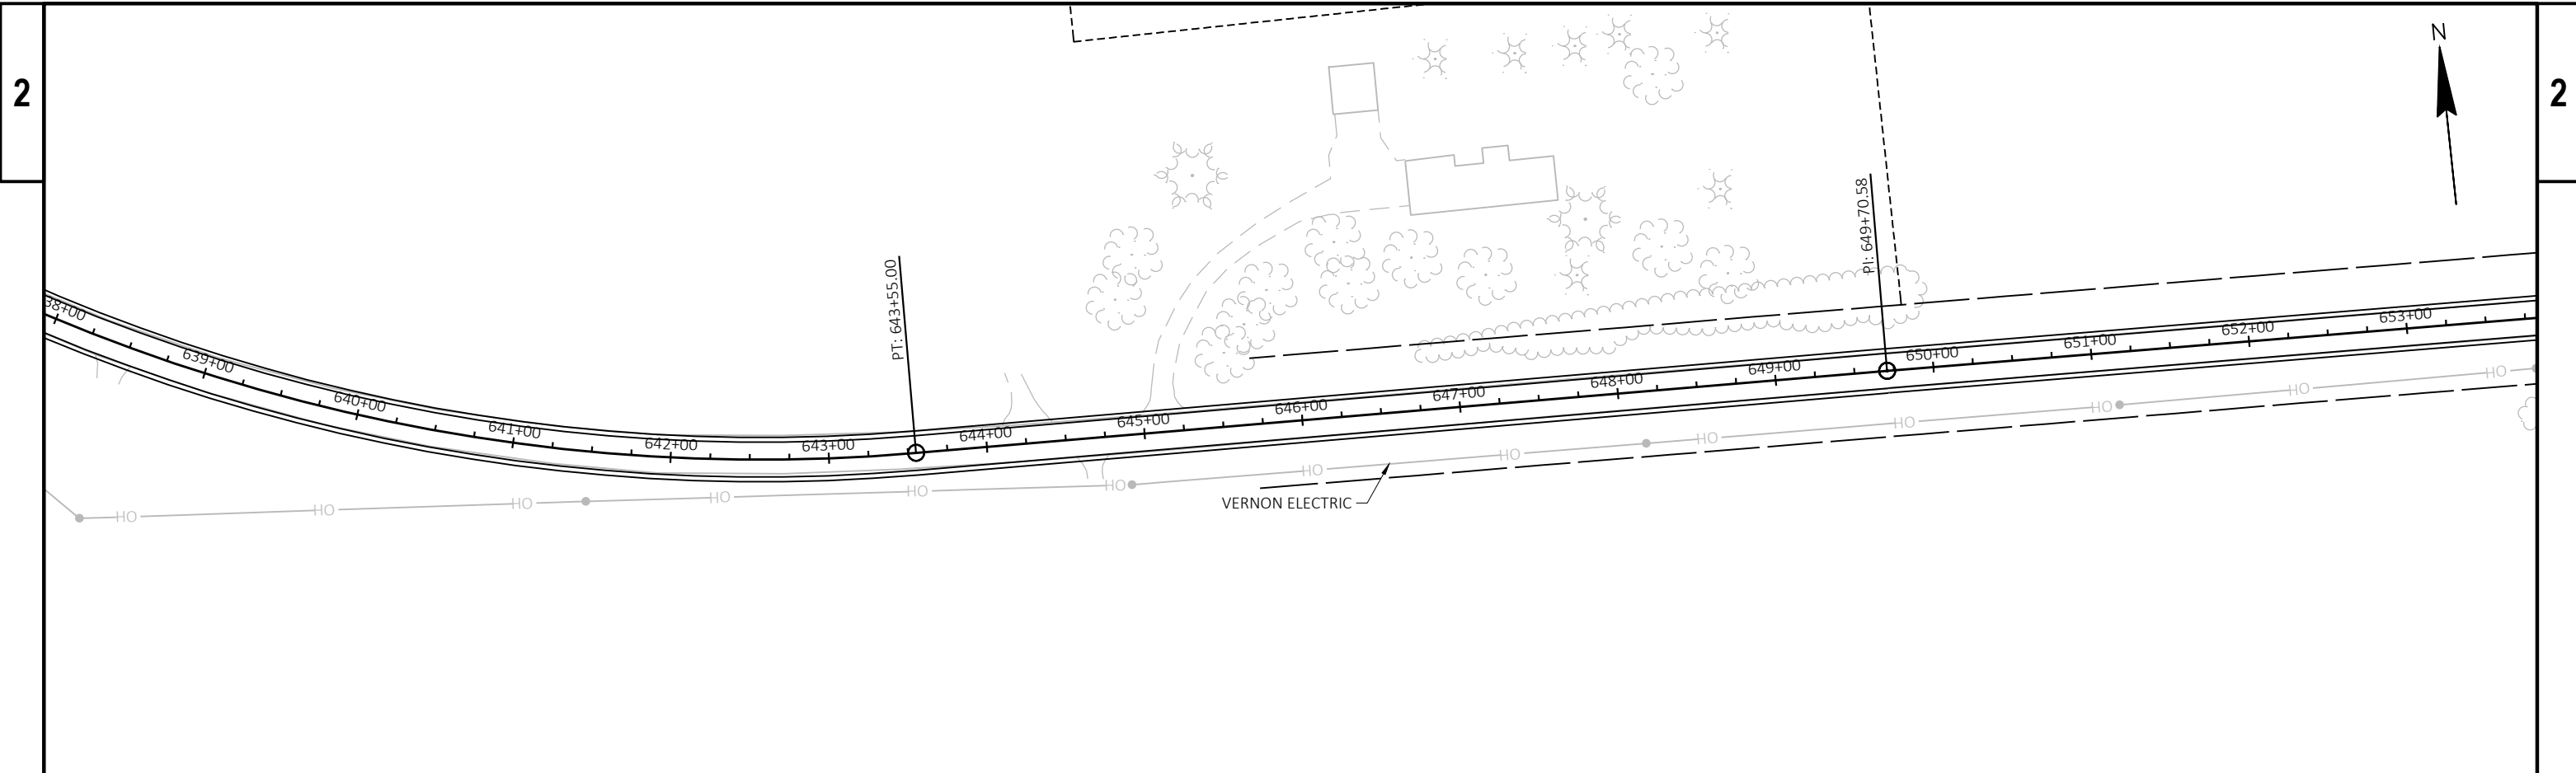 2
2
N
PI: 649+70.58
PT: 643+55.00
38+00
639+00
640+00
641+00
642+00
643+00
644+00
645+00
646+00
647+00
648+00
649+00
650+00
651+00
652+00
653+00
HO
HO
HO
HO
HO
HO
HO
HO
HO
HO
HO
HO
HO
VERNON ELECTRIC